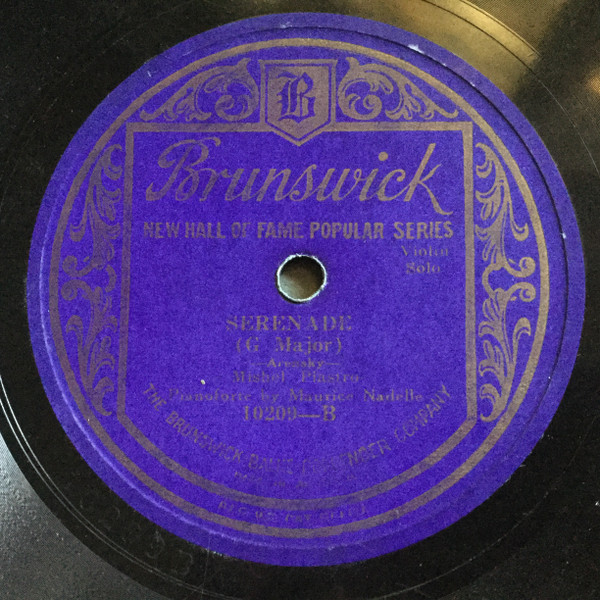 B
Brunswick
NEW HALL OF FAME POPULAR SERIES
Violin
Solo
SERENADE
(G Major)
—Arensky—
Mishel Piastro
Pianoforte by Maurice Nadelle
10209—B
THE BRUNSWICK BALKE COLLENDER COMPANY